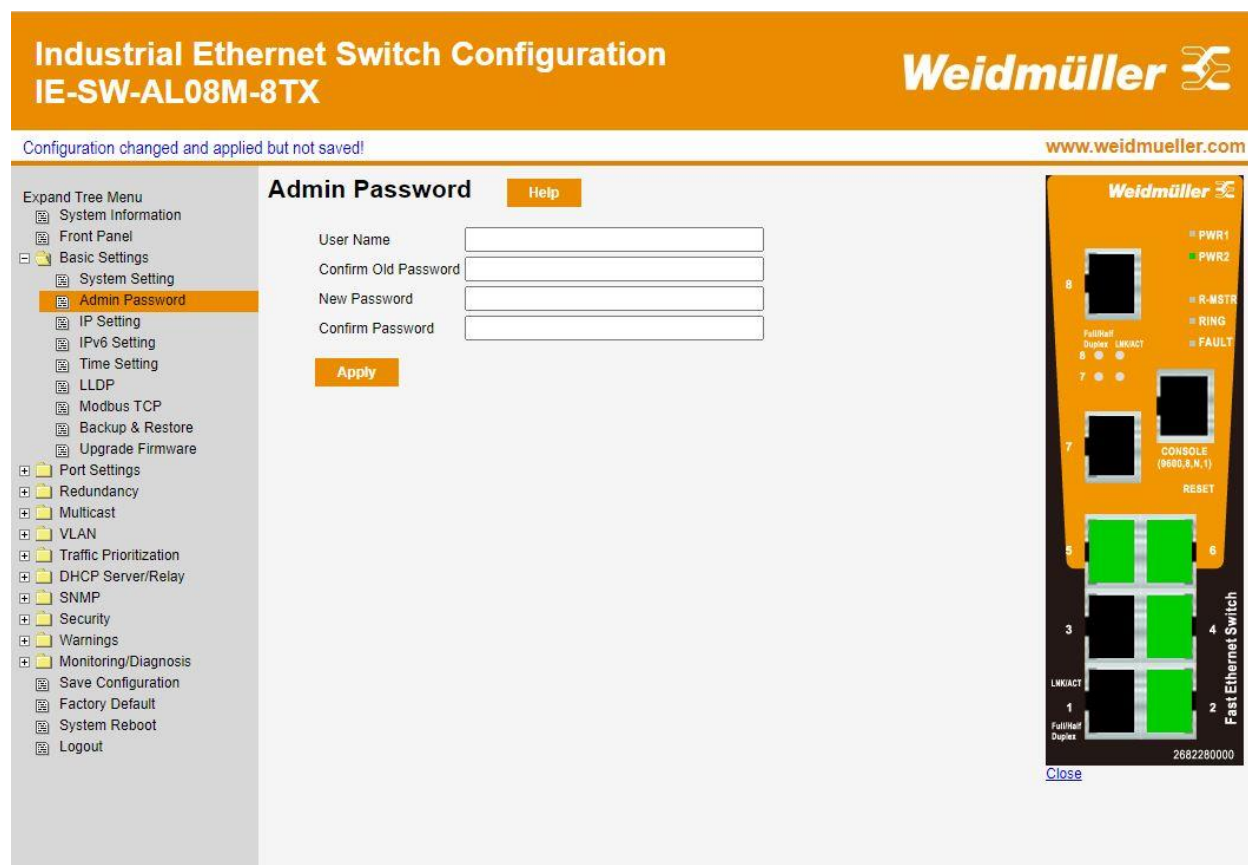 Industrial Ethernet Switch Configuration
IE-SW-AL08M-8TX
Weidmüller
Configuration changed and applied but not saved!
www.weidmueller.com
Expand Tree Menu
System Information
Front Panel
Basic Settings
System Setting
Admin Password
IP Setting
IPv6 Setting
Time Setting
LLDP
Modbus TCP
Backup & Restore
Upgrade Firmware
Port Settings
Redundancy
Multicast
VLAN
Traffic Prioritization
DHCP Server/Relay
SNMP
Security
Warnings
Monitoring/Diagnosis
Save Configuration
Factory Default
System Reboot
Logout
Admin Password
Help
User Name
Confirm Old Password
New Password
Confirm Password
Apply
Weidmüller
PWR1
PWR2
8
R-MSTR
RING
FAULT
Full/Half
Duplex LNK/ACT
8
7
7
CONSOLE
(9600,8,N,1)
RESET
5
6
3
4
LNK/ACT
1
2
Full/Half
Duplex
Fast Ethernet Switch
2682280000
Close